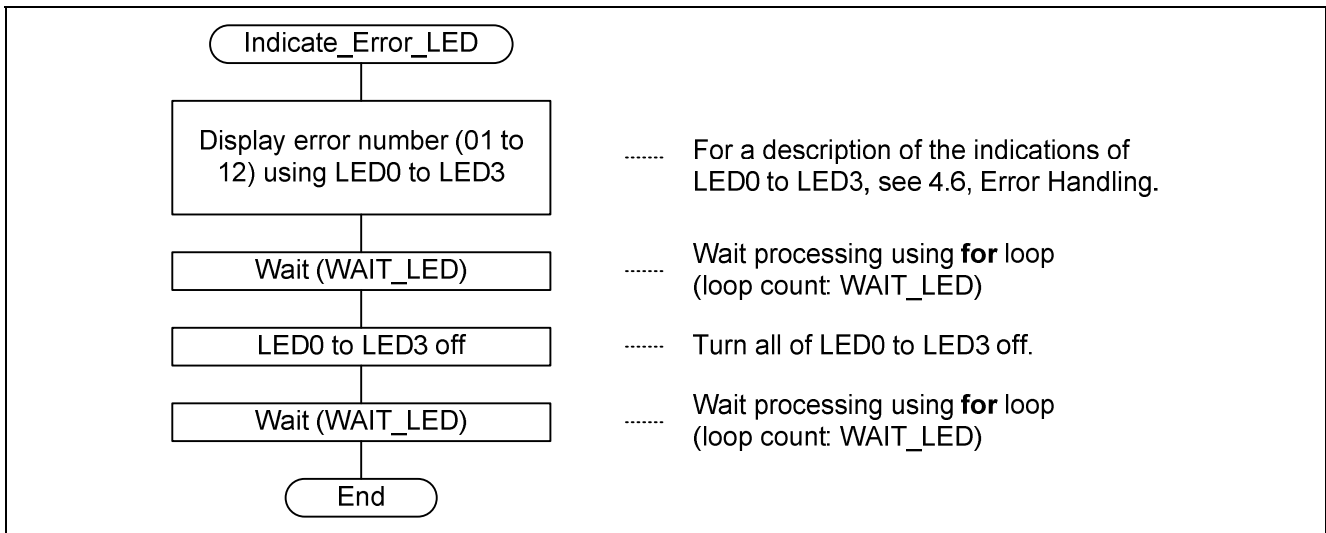 Indicate_Error_LED
Display error number (01 to
12) using LED0 to LED3
....... For a description of the indications of
LED0 to LED3, see 4.6, Error Handling.
Wait (WAIT_LED)
....... Wait processing using for loop
(loop count: WAIT_LED)
LED0 to LED3 off
....... Turn all of LED0 to LED3 off.
Wait (WAIT_LED)
....... Wait processing using for loop
(loop count: WAIT_LED)
End